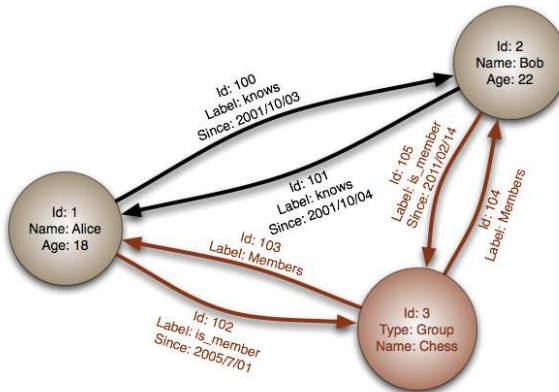 Id: 2
Name: Bob
Age: 22
Id: 100
Label: knows
Since: 2001/10/03
Id: 101
Label: knows
Since: 2001/10/04
Id: 105
Label: is_member
Since: 2011/02/14
Id: 104
Label: Members
Id: 1
Name: Alice
Age: 18
Id: 103
Label: Members
Id: 102
Label: is_member
Since: 2005/7/01
Id: 3
Type: Group
Name: Chess